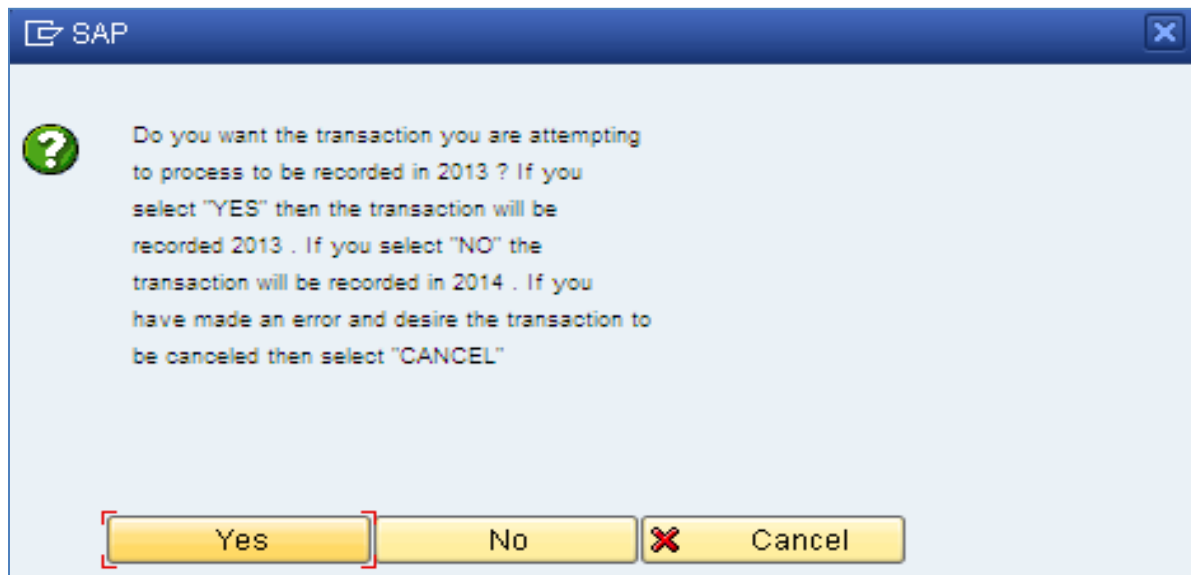 SAP
Do you want the transaction you are attempting
to process to be recorded in 2013 ? If you
select "YES" then the transaction will be
recorded 2013 . If you select "NO" the
transaction will be recorded in 2014 . If you
have made an error and desire the transaction to
be canceled then select "CANCEL"
Yes No Cancel